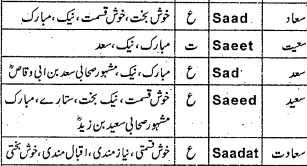 سعاد Saad ع خوش بخت، خوش قسمت، نیک، مبارک
سعیت Saeet ت مبارک، نیک، سعد
سعد Sad ع مبارک، نیک، مشہور صحابی سعد بن ابی وقاصؓ
سعید Saeed ع خوش قسمت، نیک بخت، ستارے، مبارک
مشہور صحابی سعید بن زیدؓ
سعادت Saadat ع خوش قسمتی، نیاز مندی، اقبال مندی، خوش بختی